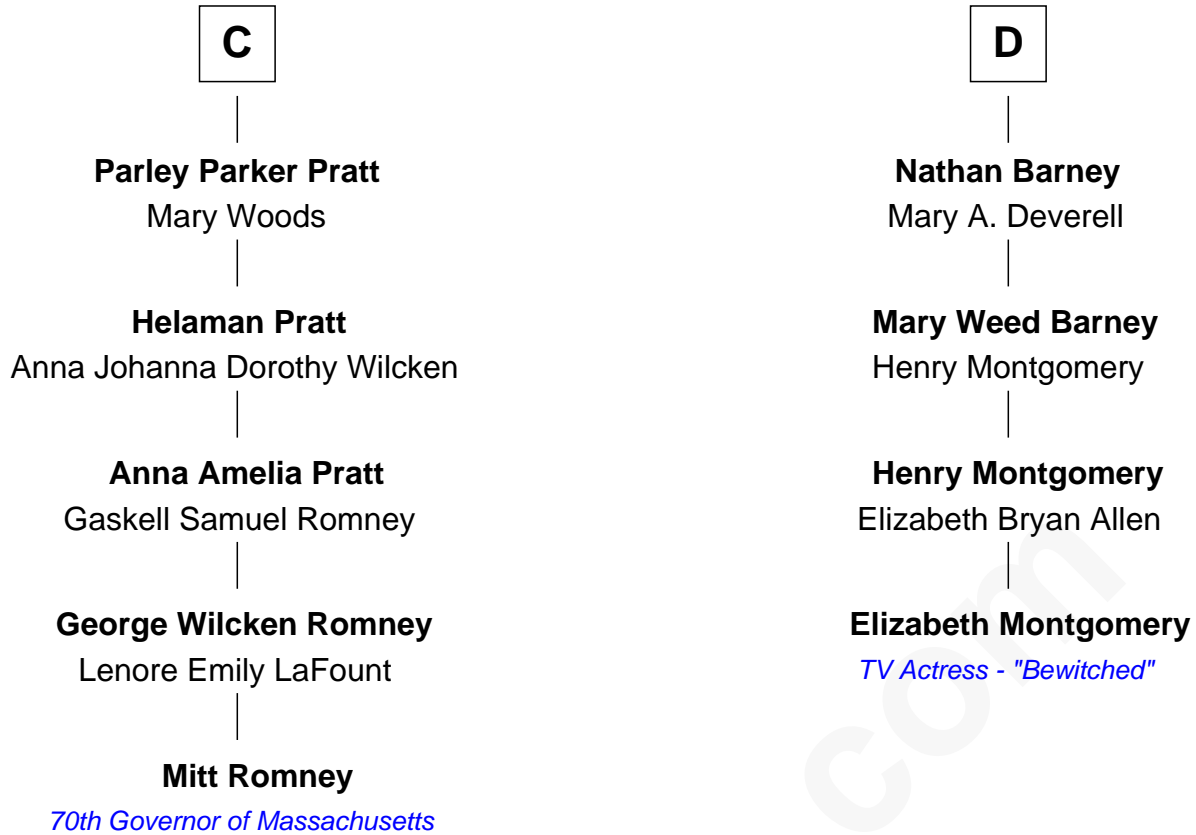 C
Parley Parker Pratt
Mary Woods
Helaman Pratt
Anna Johanna Dorothy Wilcken
Anna Amelia Pratt
Gaskell Samuel Romney
George Wilcken Romney
Lenore Emily LaFount
Mitt Romney
70th Governor of Massachusetts
D
Nathan Barney
Mary A. Deverell
Mary Weed Barney
Henry Montgomery
Henry Montgomery
Elizabeth Bryan Allen
Elizabeth Montgomery
TV Actress - "Bewitched"
com